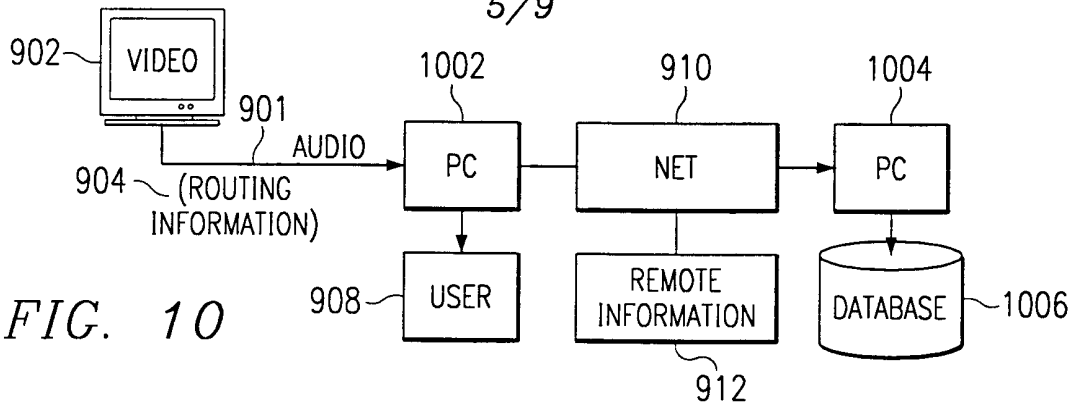 5/9
902
VIDEO
901
AUDIO
904
(ROUTING
INFORMATION)
1002
PC
910
NET
1004
PC
908
USER
REMOTE
INFORMATION
912
DATABASE
1006
FIG. 10